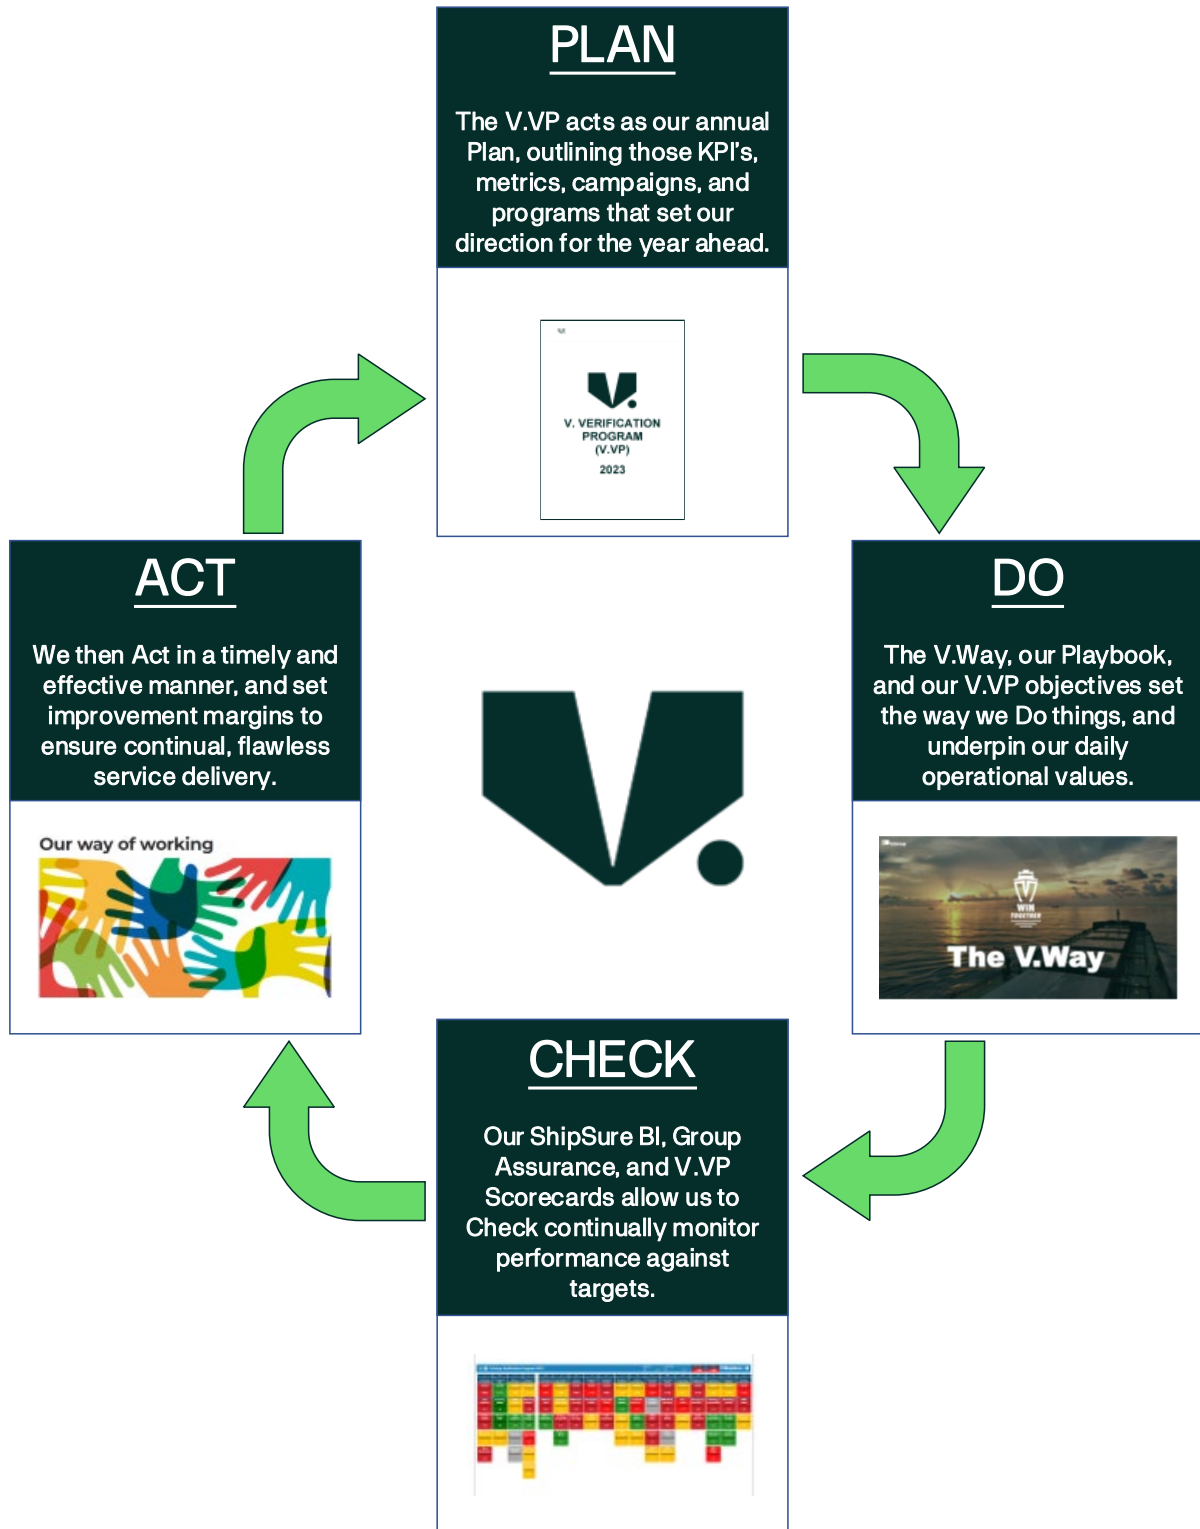 PLAN
The V.VP acts as our annual
Plan, outlining those KPI's,
metrics, campaigns, and
programs that set our
direction for the year ahead.
V. VERIFICATION
PROGRAM
(V.VP)
2023
DO
The V.Way, our Playbook,
and our V.VP objectives set
the way we Do things, and
underpin our daily
operational values.
WIN
TOGETHER
The V.Way
CHECK
Our ShipSure BI, Group
Assurance, and V.VP
Scorecards allow us to
Check continually monitor
performance against
targets.
ACT
We then Act in a timely and
effective manner, and set
improvement margins to
ensure continual, flawless
service delivery.
Our way of working